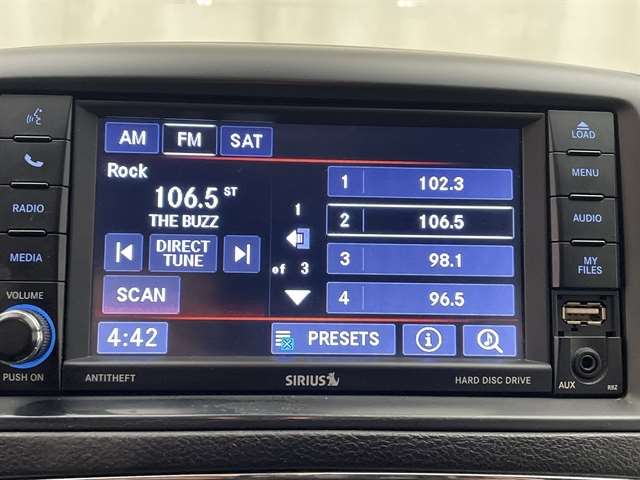 AM FM SAT
Rock
106.5 ST
THE BUZZ
DIRECT
TUNE
SCAN
1
of 3
1 102.3
2 106.5
3 98.1
4 96.5
4:42
PRESETS
RADIO
MEDIA
VOLUME
PUSH ON
LOAD
MENU
AUDIO
MY
FILES
AUX
RHZ
ANTITHEFT
SIRIUS
HARD DISC DRIVE